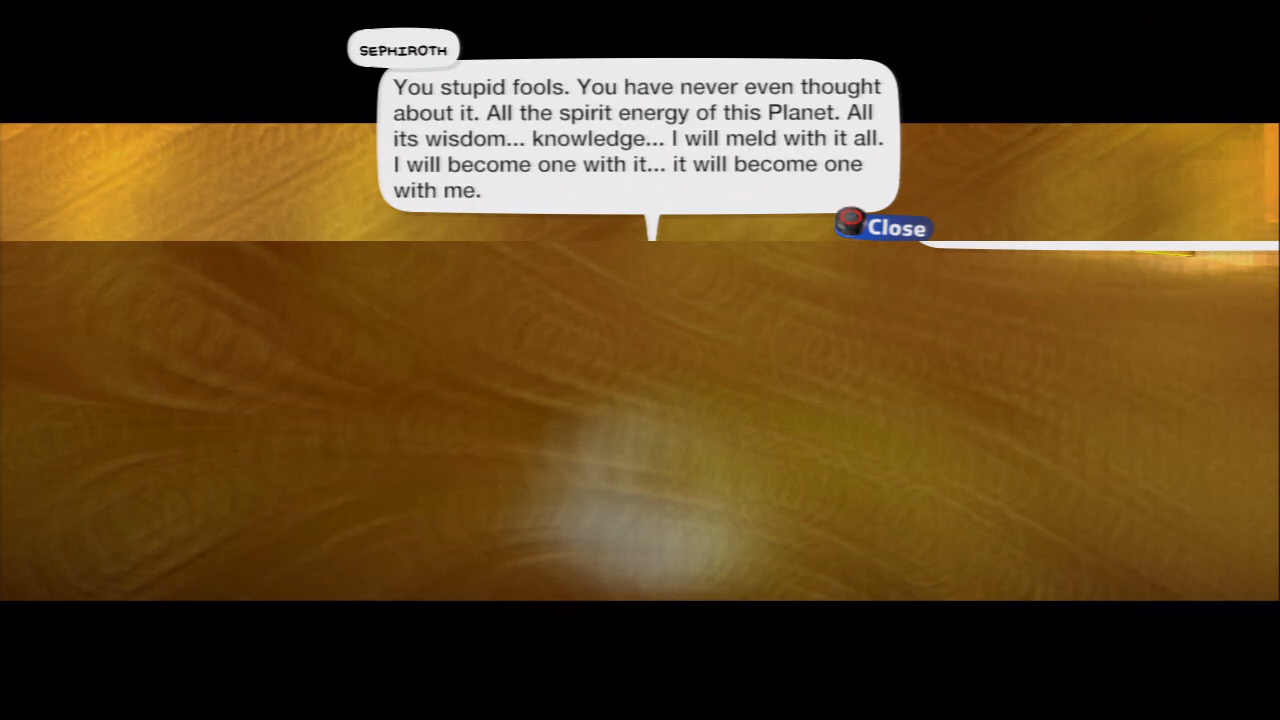 SEPHIROTH
You stupid fools. You have never even thought
about it. All the spirit energy of this Planet. All
its wisdom... knowledge... I will meld with it all.
I will become one with it... it will become one
with me.
Close